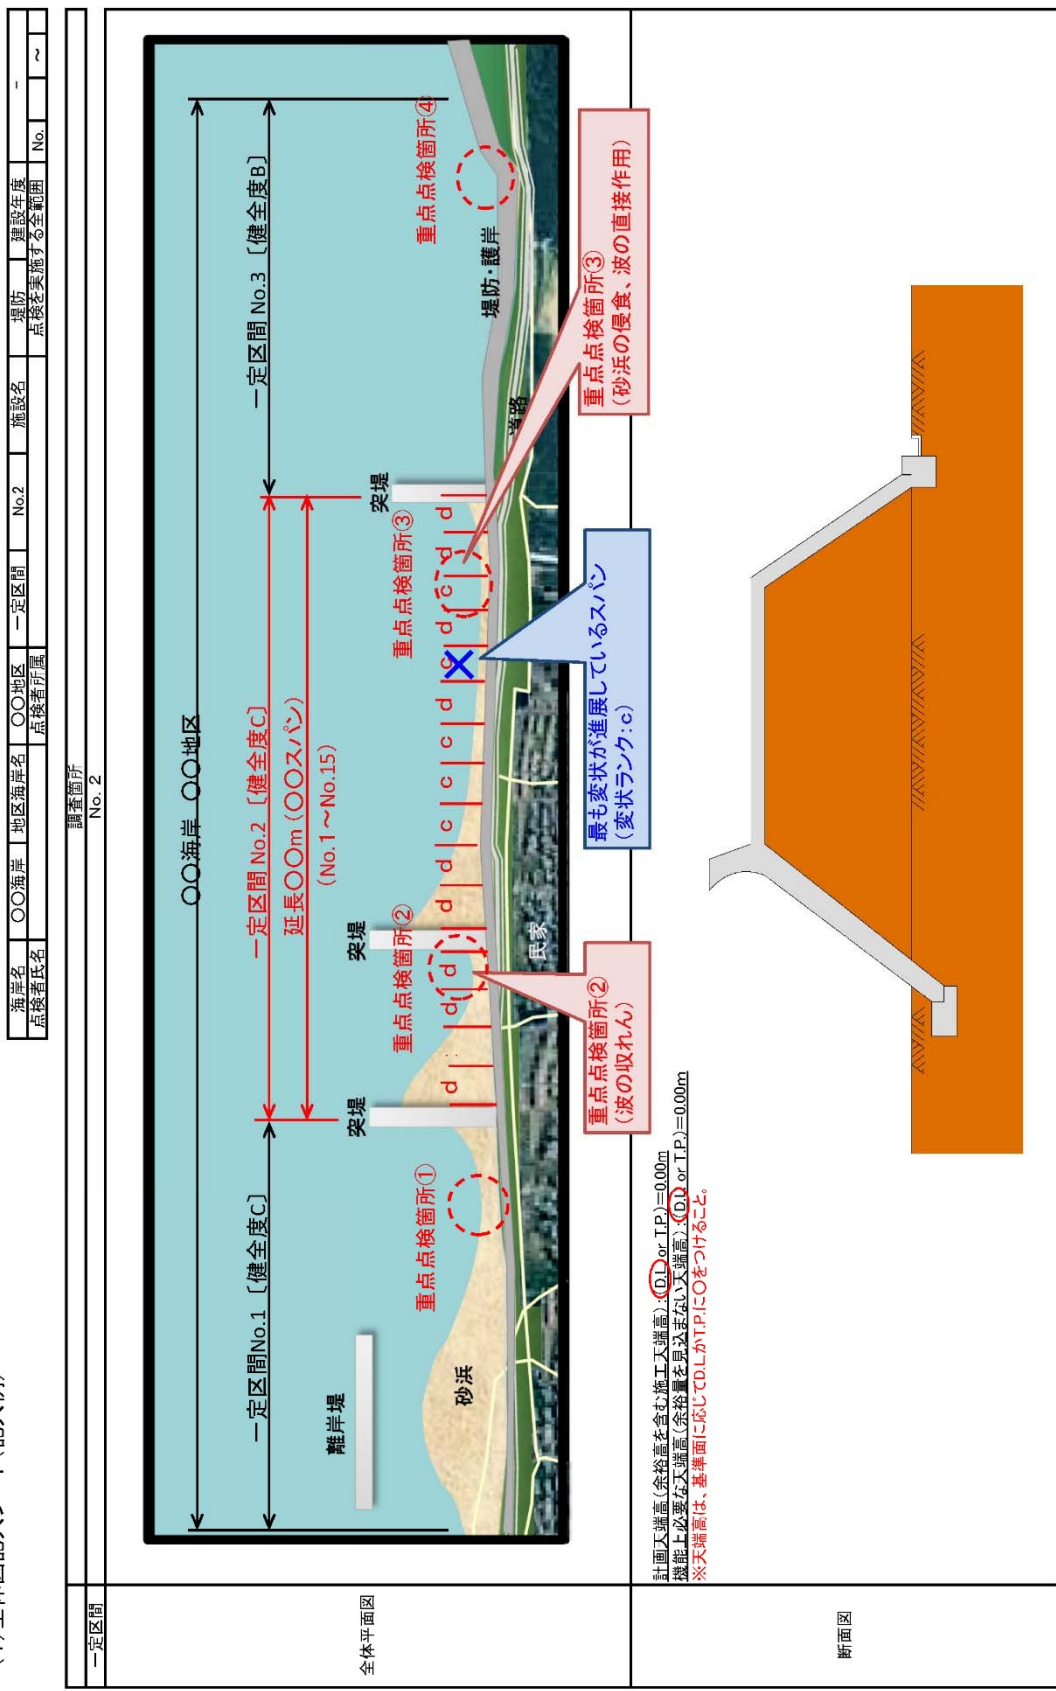 海岸名 〇〇海岸 地区海岸名 〇〇地区 一定区間 No.2 施設名 堤防 建設年度 -
点検者氏名 点検者所属 点検を実施する全範囲 No. ～
調査箇所
一定区間 No. 2
全体平面図
〇〇海岸 〇〇地区
一定区間No.1 [健全度C]
一定区間 No.2 [健全度C]
一定区間 No.3 [健全度B]
延長〇〇m (〇〇スパン)
(No.1～No.15)
離岸堤
突堤
突堤
突堤
重点点検箇所①
重点点検箇所②
重点点検箇所③
重点点検箇所④
砂浜
堤防・護岸
d : d d d d c c c d c d c d d
民家
道路
重点点検箇所②
(波の収れん)
最も変状が進展しているスパン
(変状ランク:c)
重点点検箇所③
(砂浜の侵食、波の直接作用)
断面図
計画天端高(余裕高を含む施工天端高):(D.L or T.P.)=0.00m
機能上必要な天端高(余裕量を見込まない天端高):(D.L or T.P.)=0.00m
※天端高は、基準面に応じてD.LかT.P.に〇をつけること。